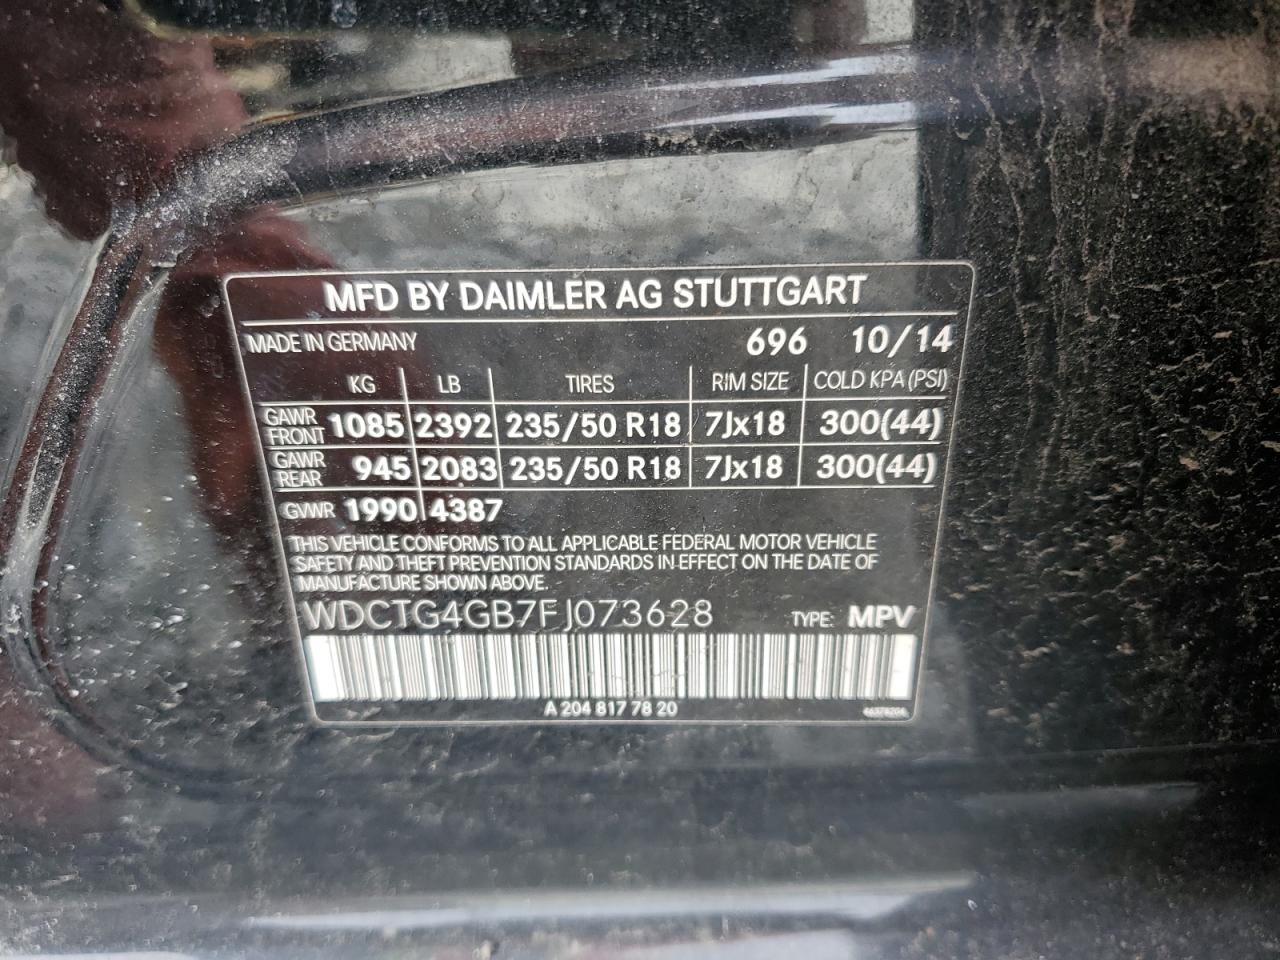 MFD BY DAIMLER AG STUTTGART
MADE IN GERMANY 696 10/14
KG LB TIRES RIM SIZE COLD KPA (PSI)
GAWR FRONT 1085 2392 235/50 R18 7Jx18 300(44)
GAWR REAR 945 2083 235/50 R18 7Jx18 300(44)
GVWR 1990 4387
THIS VEHICLE CONFORMS TO ALL APPLICABLE FEDERAL MOTOR VEHICLE
SAFETY AND THEFT PREVENTION STANDARDS IN EFFECT ON THE DATE OF
MANUFACTURE SHOWN ABOVE.
WDCTG4GB7FJ073628 TYPE: MPV
A 204 817 78 20